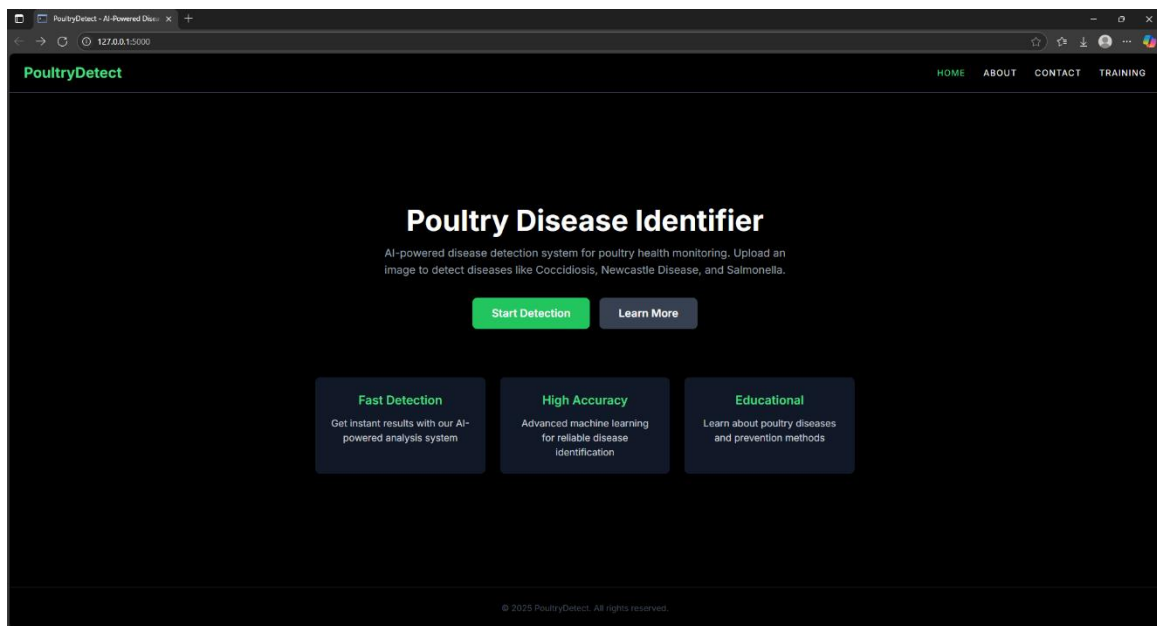 PoultryDetect - AI-Powered Disea
127.0.0.1:5000
PoultryDetect
HOME ABOUT CONTACT TRAINING
Poultry Disease Identifier
AI-powered disease detection system for poultry health monitoring. Upload an
image to detect diseases like Coccidiosis, Newcastle Disease, and Salmonella.
Start Detection Learn More
Fast Detection
Get instant results with our AI-
powered analysis system
High Accuracy
Advanced machine learning
for reliable disease
identification
Educational
Learn about poultry diseases
and prevention methods
© 2025 PoultryDetect. All rights reserved.